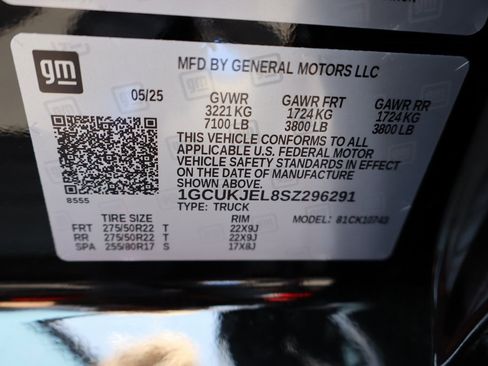 gm
MFD BY GENERAL MOTORS LLC
05/25
GVWR GAWR FRT GAWR RR
3221 KG 1724 KG 1724 KG
7100 LB 3800 LB 3800 LB
THIS VEHICLE CONFORMS TO ALL
APPLICABLE U.S. FEDERAL MOTOR
VEHICLE SAFETY STANDARDS IN EFFECT
ON THE DATE OF MANUFACTURE
SHOWN ABOVE.
1GCUKJEL8SZ296291
8555
TYPE: TRUCK
TIRE SIZE RIM MODEL: 81CK10743
FRT 275/50R22 T 22X9J
RR 275/50R22 T 22X9J
SPA 255/80R17 S 17X8J